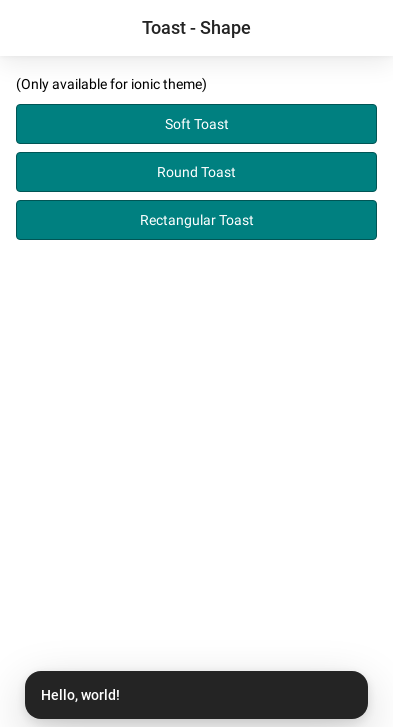 Toast - Shape
(Only available for ionic theme)
Soft Toast
Round Toast
Rectangular Toast
Hello, world!